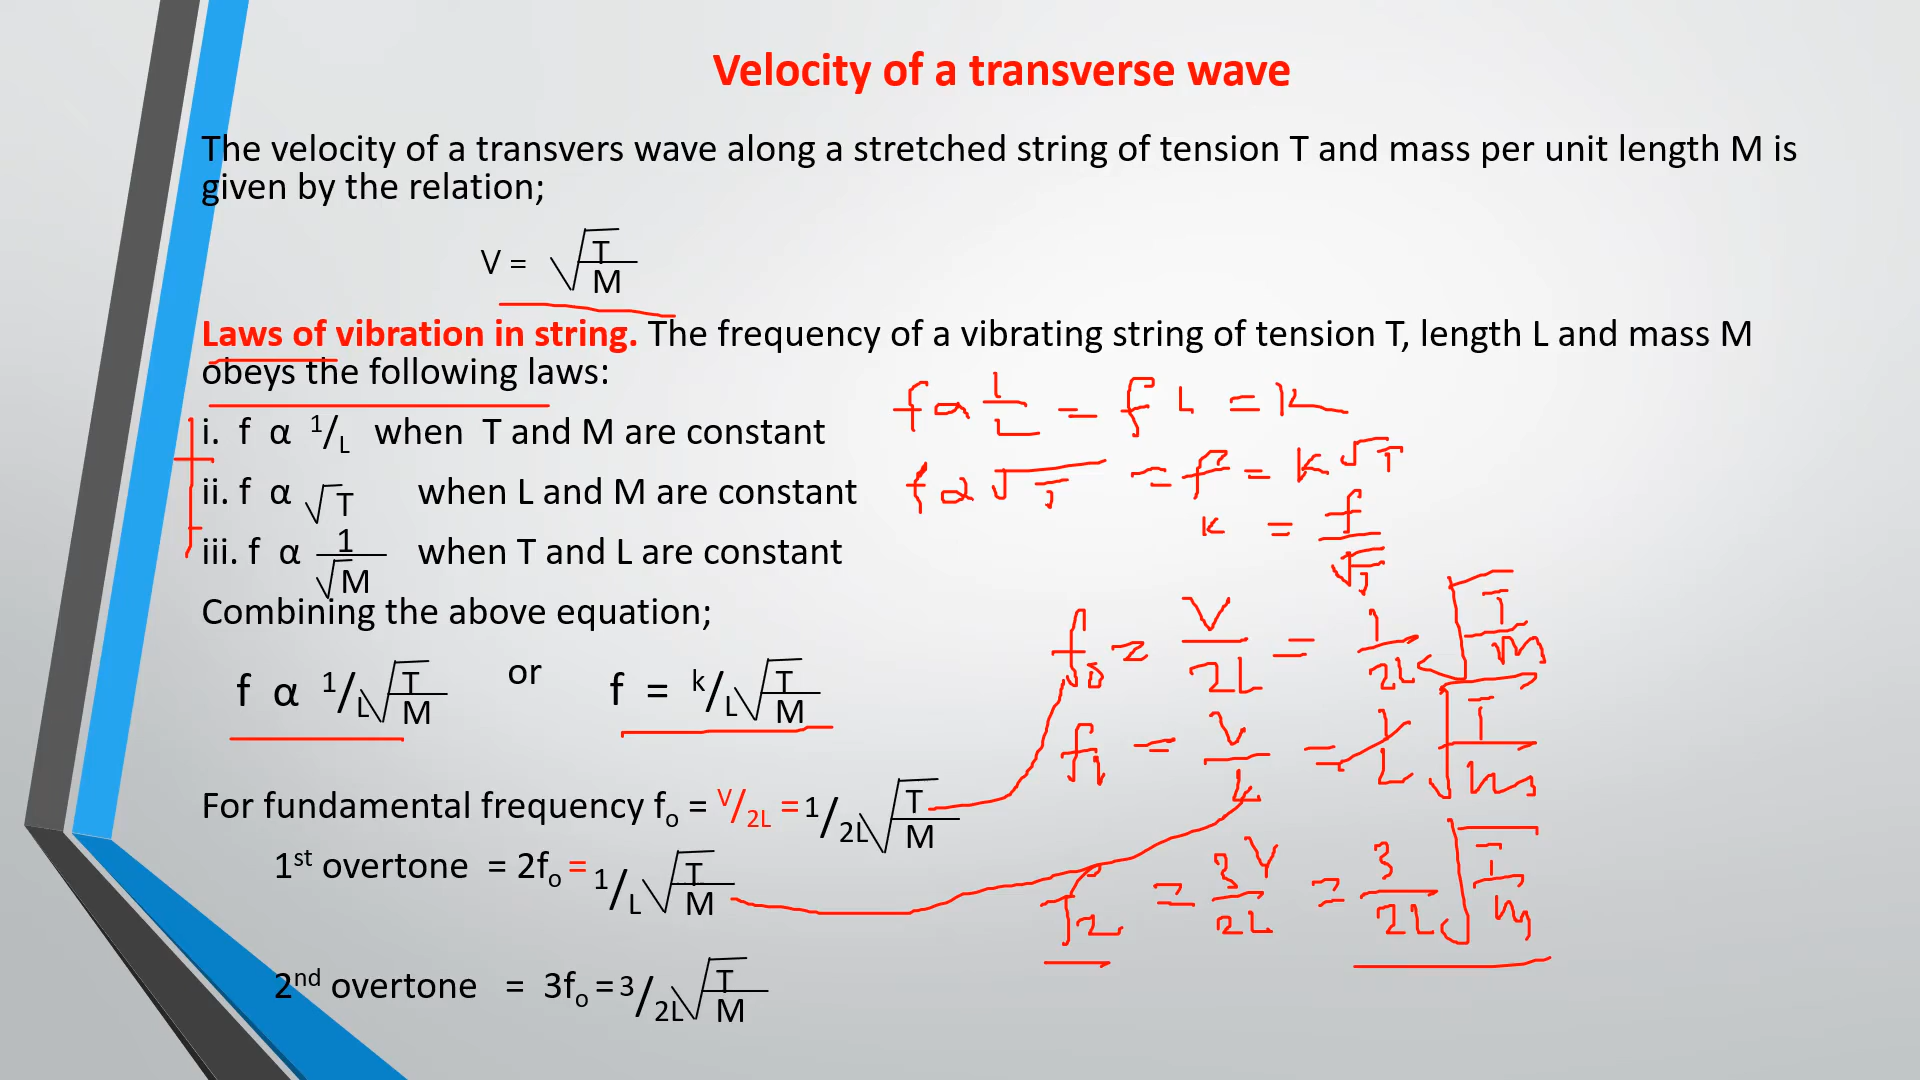 Velocity of a transverse wave
The velocity of a transvers wave along a stretched string of tension T and mass per unit length M is
given by the relation;
V = √(T/M)
Laws of vibration in string. The frequency of a vibrating string of tension T, length L and mass M
obeys the following laws:
f α 1/L = f L = k
i. f α 1/L when T and M are constant
f α √T = f = k √T
ii. f α √T when L and M are constant
k = f/√T
iii. f α 1/√M when T and L are constant
Combining the above equation;
f₀ = V/2L = 1/2L √(T/m)
f α 1/L √(T/M) or f = k/L √(T/M)
f₁ = V/L = 1/L √(T/m)
For fundamental frequency fₒ = V/2L = 1/2L √(T/M)
1st overtone = 2fₒ = 1/L √(T/M)
f₂ = 3V/2L = 3/2L √(T/m)
2nd overtone = 3fₒ = 3/2L √(T/M)